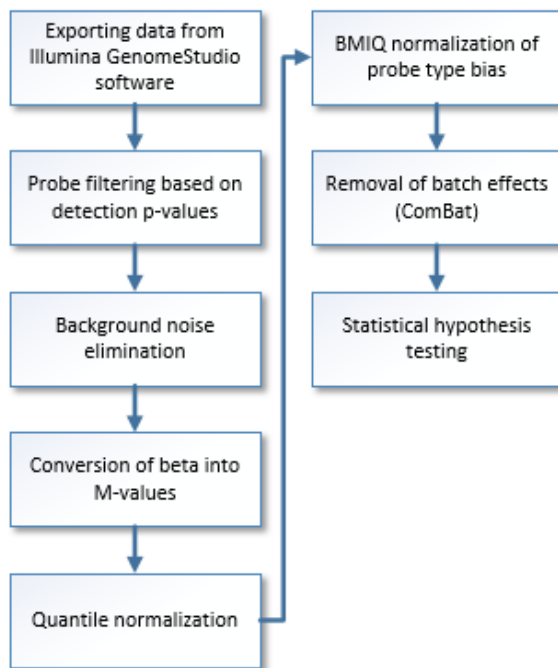 Exporting data from
Illumina GenomeStudio
software
Probe filtering based on
detection p-values
Background noise
elimination
Conversion of beta into
M-values
Quantile normalization
BMIQ normalization of
probe type bias
Removal of batch effects
(ComBat)
Statistical hypothesis
testing